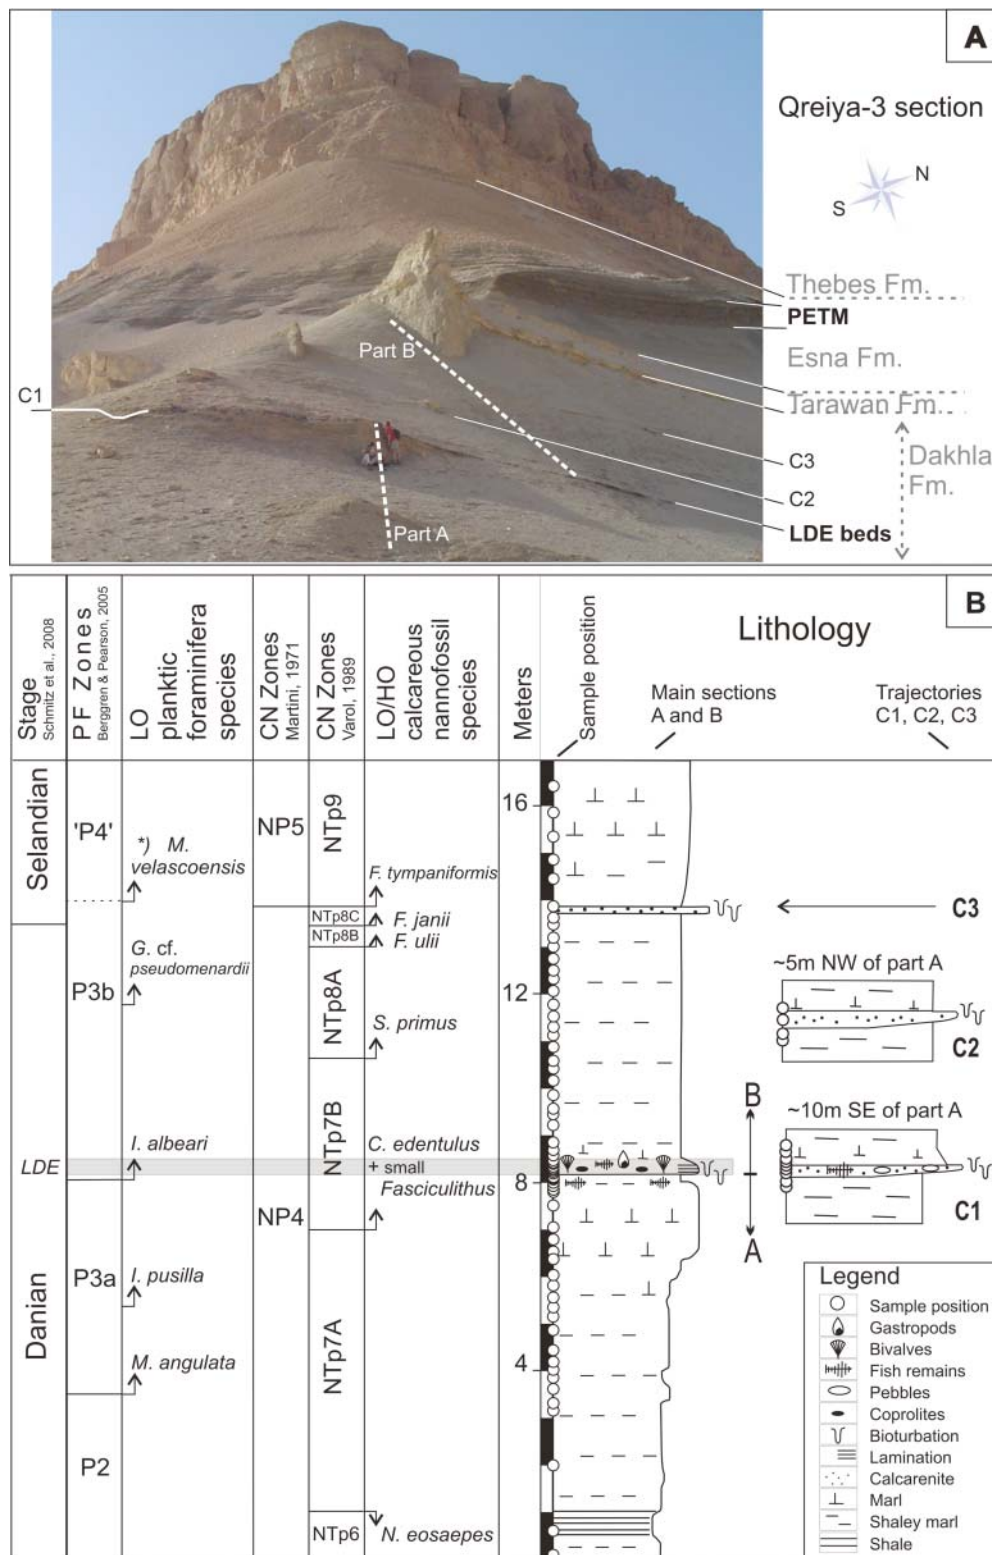 A
Qreiya-3 section
N
S
Thebes Fm.
PETM
Esna Fm.
Tarawan Fm.
C3
Dakhla
Fm.
C2
LDE beds
C1
Part B
Part A
B
Stage
Schmitz et al., 2008
PF Zones
Berggren & Pearson, 2005
LO
planktic
foraminifera
species
CN Zones
Martini, 1971
CN Zones
Varol, 1989
LO/HO
calcareous
nannofossil
species
Meters
Lithology
Sample position
Main sections
A and B
Trajectories
C1, C2, C3
Selandian
LDE
Danian
'P4'
P3b
P3a
P2
*) M.
velascoensis
G. cf.
pseudomenardii
I. albeari
I. pusilla
M. angulata
NP5
NP4
NTp9
NTp8C
NTp8B
NTp8A
NTp7B
NTp7A
NTp6
F. tympaniformis
F. janii
F. ulii
S. primus
C. edentulus
+ small
Fasciculithus
N. eosaepes
16
12
8
4
C3
~5m NW of part A
C2
B
A
~10m SE of part A
C1
Legend
Sample position
Gastropods
Bivalves
Fish remains
Pebbles
Coprolites
Bioturbation
Lamination
Calcarenite
Marl
Shaley marl
Shale